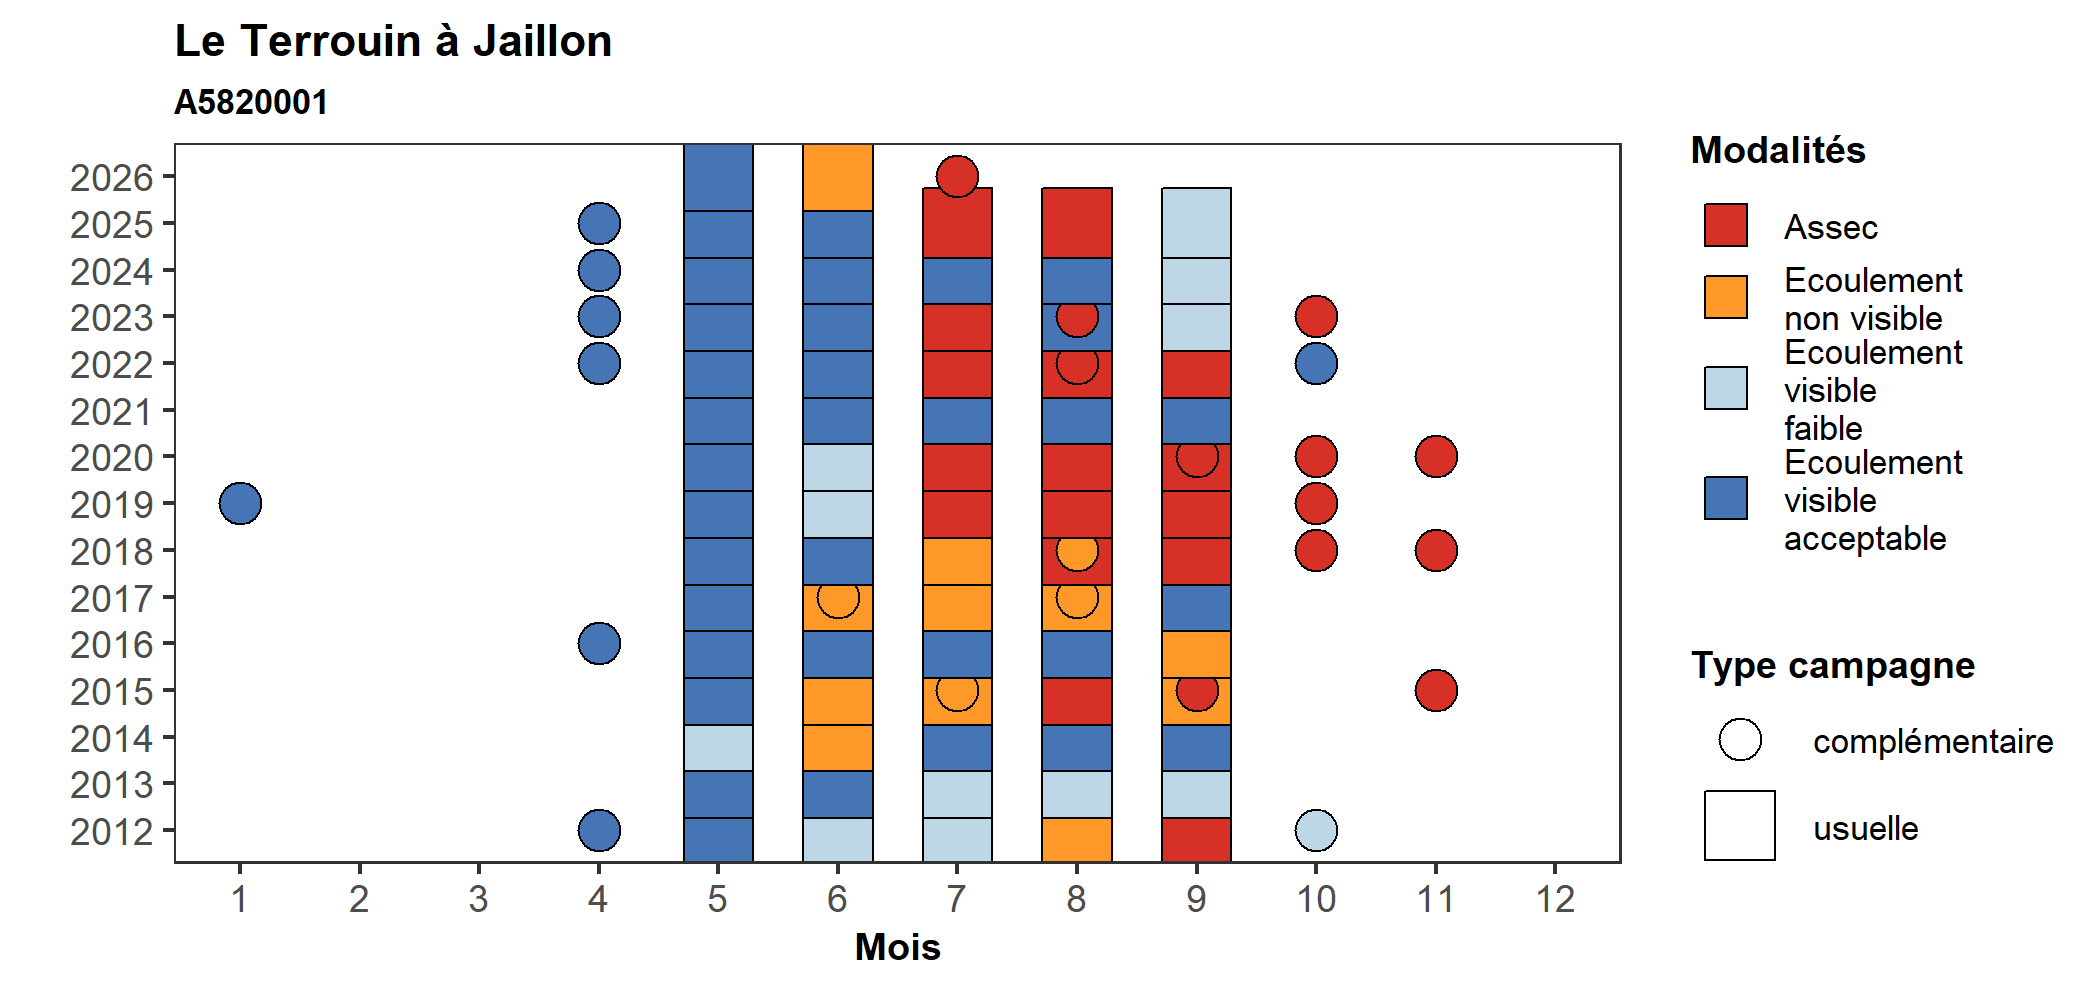 Le Terrouin à Jaillon
A5820001
2026
2025
2024
2023
2022
2021
2020
2019
2018
2017
2016
2015
2014
2013
2012
1 2 3 4 5 6 7 8 9 10 11 12
Mois
Modalités
Assec
Ecoulement
non visible
Ecoulement
visible
faible
Ecoulement
visible
acceptable
Type campagne
complémentaire
usuelle